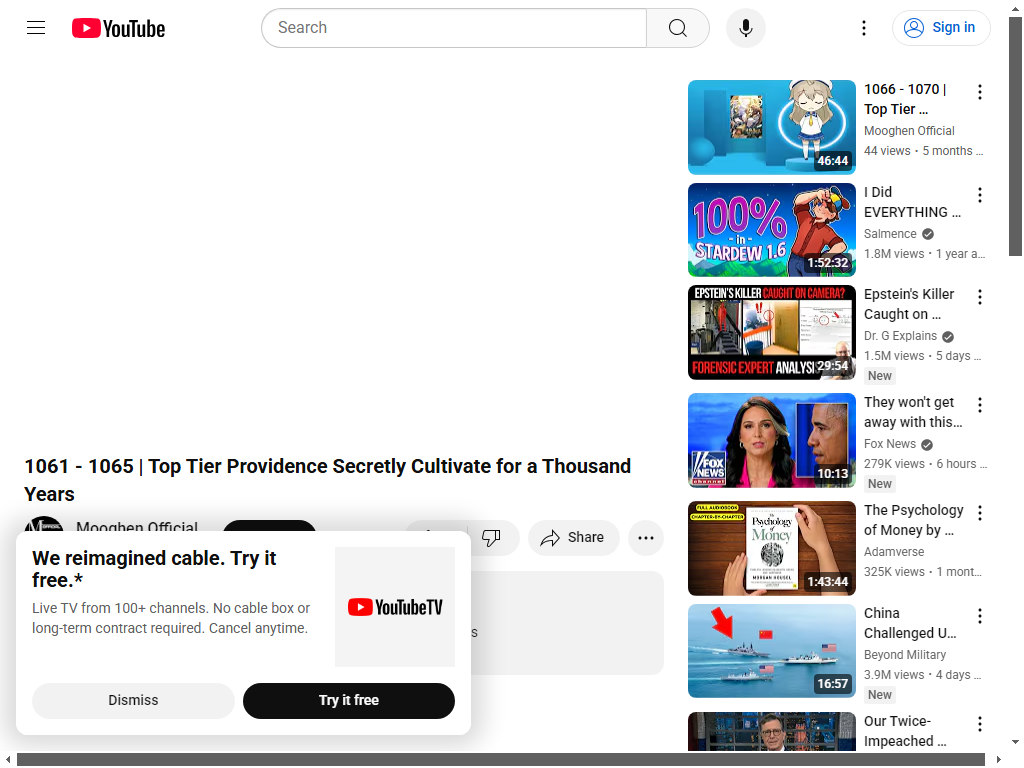 YouTube
Search
Sign in
1061 - 1065 | Top Tier Providence Secretly Cultivate for a Thousand
Years
Mooghen Official
Share
We reimagined cable. Try it
free.*
Live TV from 100+ channels. No cable box or
long-term contract required. Cancel anytime.
YouTubeTV
Dismiss
Try it free
s
46:44
1066 - 1070 |
Top Tier ...
Mooghen Official
44 views • 5 months ...
100%
- in -
STARDEW 1.6
1:52:32
I Did
EVERYTHING ...
Salmence
1.8M views • 1 year a...
EPSTEIN'S KILLER CAUGHT ON CAMERA?
FORENSIC EXPERT ANALYSI
29:54
Epstein's Killer
Caught on ...
Dr. G Explains
1.5M views • 5 days ...
New
FOX
NEWS
channel
10:13
They won't get
away with this...
Fox News
279K views • 6 hours ...
New
FULL AUDIOBOOK
CHAPTER-BY-CHAPTER
The
Psychology
of Money
MORGAN HOUSEL
1:43:44
The Psychology
of Money by ...
Adamverse
325K views • 1 mont...
16:57
China
Challenged U...
Beyond Military
3.9M views • 4 days ...
New
Our Twice-
Impeached ...